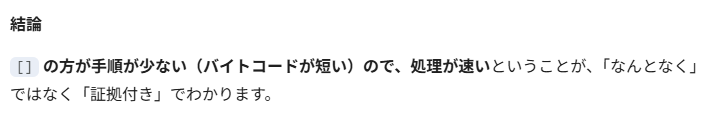 結論
[] の方が手順が少ない（バイトコードが短い）ので、処理が速いということが、「なんとなく」
ではなく「証拠付き」でわかります。